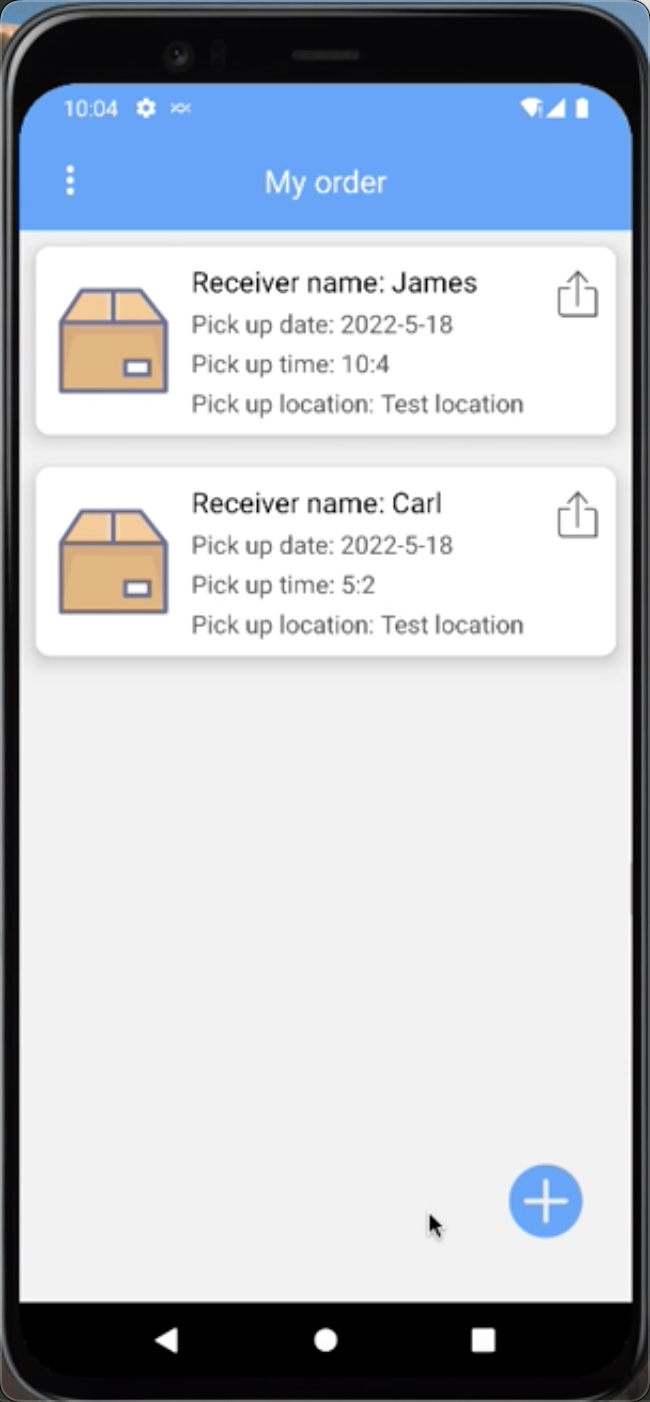 10:04
My order
Receiver name: James
Pick up date: 2022-5-18
Pick up time: 10:4
Pick up location: Test location
Receiver name: Carl
Pick up date: 2022-5-18
Pick up time: 5:2
Pick up location: Test location